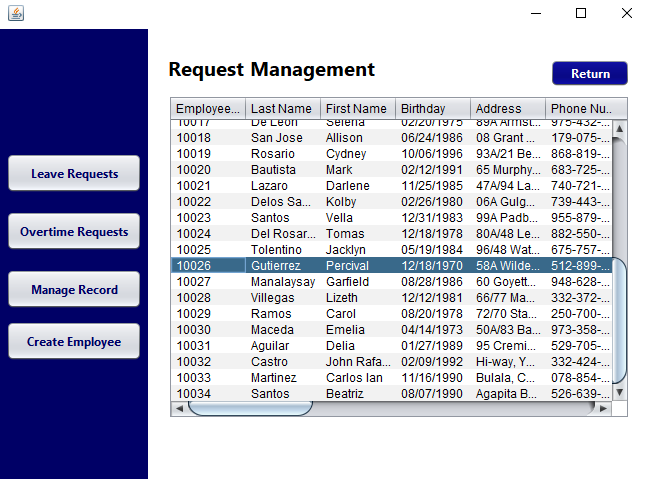 Request Management
Return
Leave Requests
Overtime Requests
Manage Record
Create Employee
Employee... Last Name First Name Birthday Address Phone Nu..
10017 De Leon Selena 02/20/1975 89A Armst... 975-432-...
10018 San Jose Allison 06/24/1986 08 Grant ... 179-075-...
10019 Rosario Cydney 10/06/1996 93A/21 Be... 868-819-...
10020 Bautista Mark 02/12/1991 65 Murphy... 683-725-...
10021 Lazaro Darlene 11/25/1985 47A/94 La... 740-721-...
10022 Delos Sa... Kolby 02/26/1980 06A Gulg... 739-443-...
10023 Santos Vella 12/31/1983 99A Padb... 955-879-...
10024 Del Rosar... Tomas 12/18/1978 80A/48 Le... 882-550-...
10025 Tolentino Jacklyn 05/19/1984 96/48 Wat... 675-757-...
10026 Gutierrez Percival 12/18/1970 58A Wilde... 512-899-...
10027 Manalaysay Garfield 08/28/1986 60 Goyett... 948-628-...
10028 Villegas Lizeth 12/12/1981 66/77 Ma... 332-372-...
10029 Ramos Carol 08/20/1978 72/70 Sta... 250-700-...
10030 Maceda Emelia 04/14/1973 50A/83 Ba... 973-358-...
10031 Aguilar Delia 01/27/1989 95 Cremi... 529-705-...
10032 Castro John Rafa... 02/09/1992 Hi-way, Y... 332-424-...
10033 Martinez Carlos Ian 11/16/1990 Bulala, C... 078-854-...
10034 Santos Beatriz 08/07/1990 Agapita B... 526-639-...